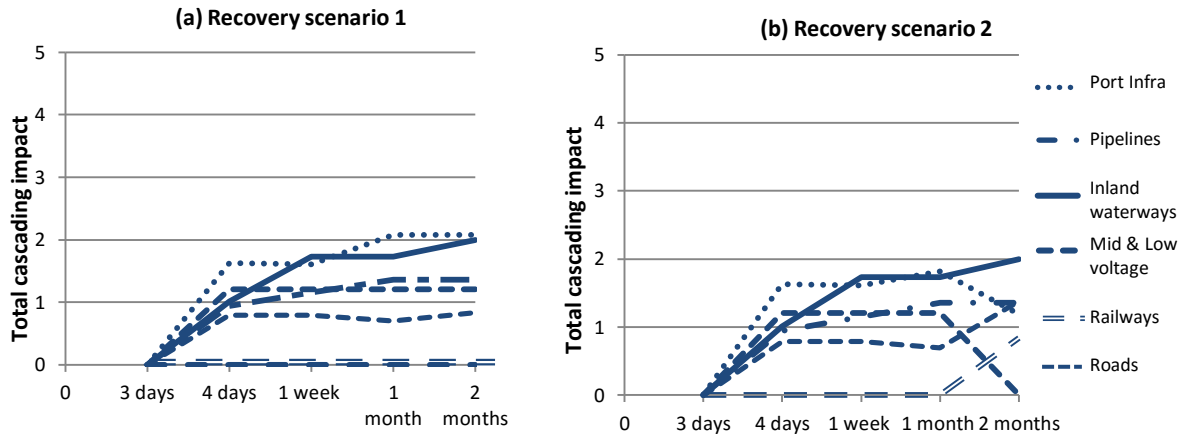 (a) Recovery scenario 1
Total cascading impact
5
4
3
2
1
0
0
3 days
4 days
1 week
1
month
2
months
(b) Recovery scenario 2
Total cascading impact
5
4
3
2
1
0
0
3 days
4 days
1 week
1 month
2 months
Port Infra
Pipelines
Inland
waterways
Mid & Low
voltage
Railways
Roads